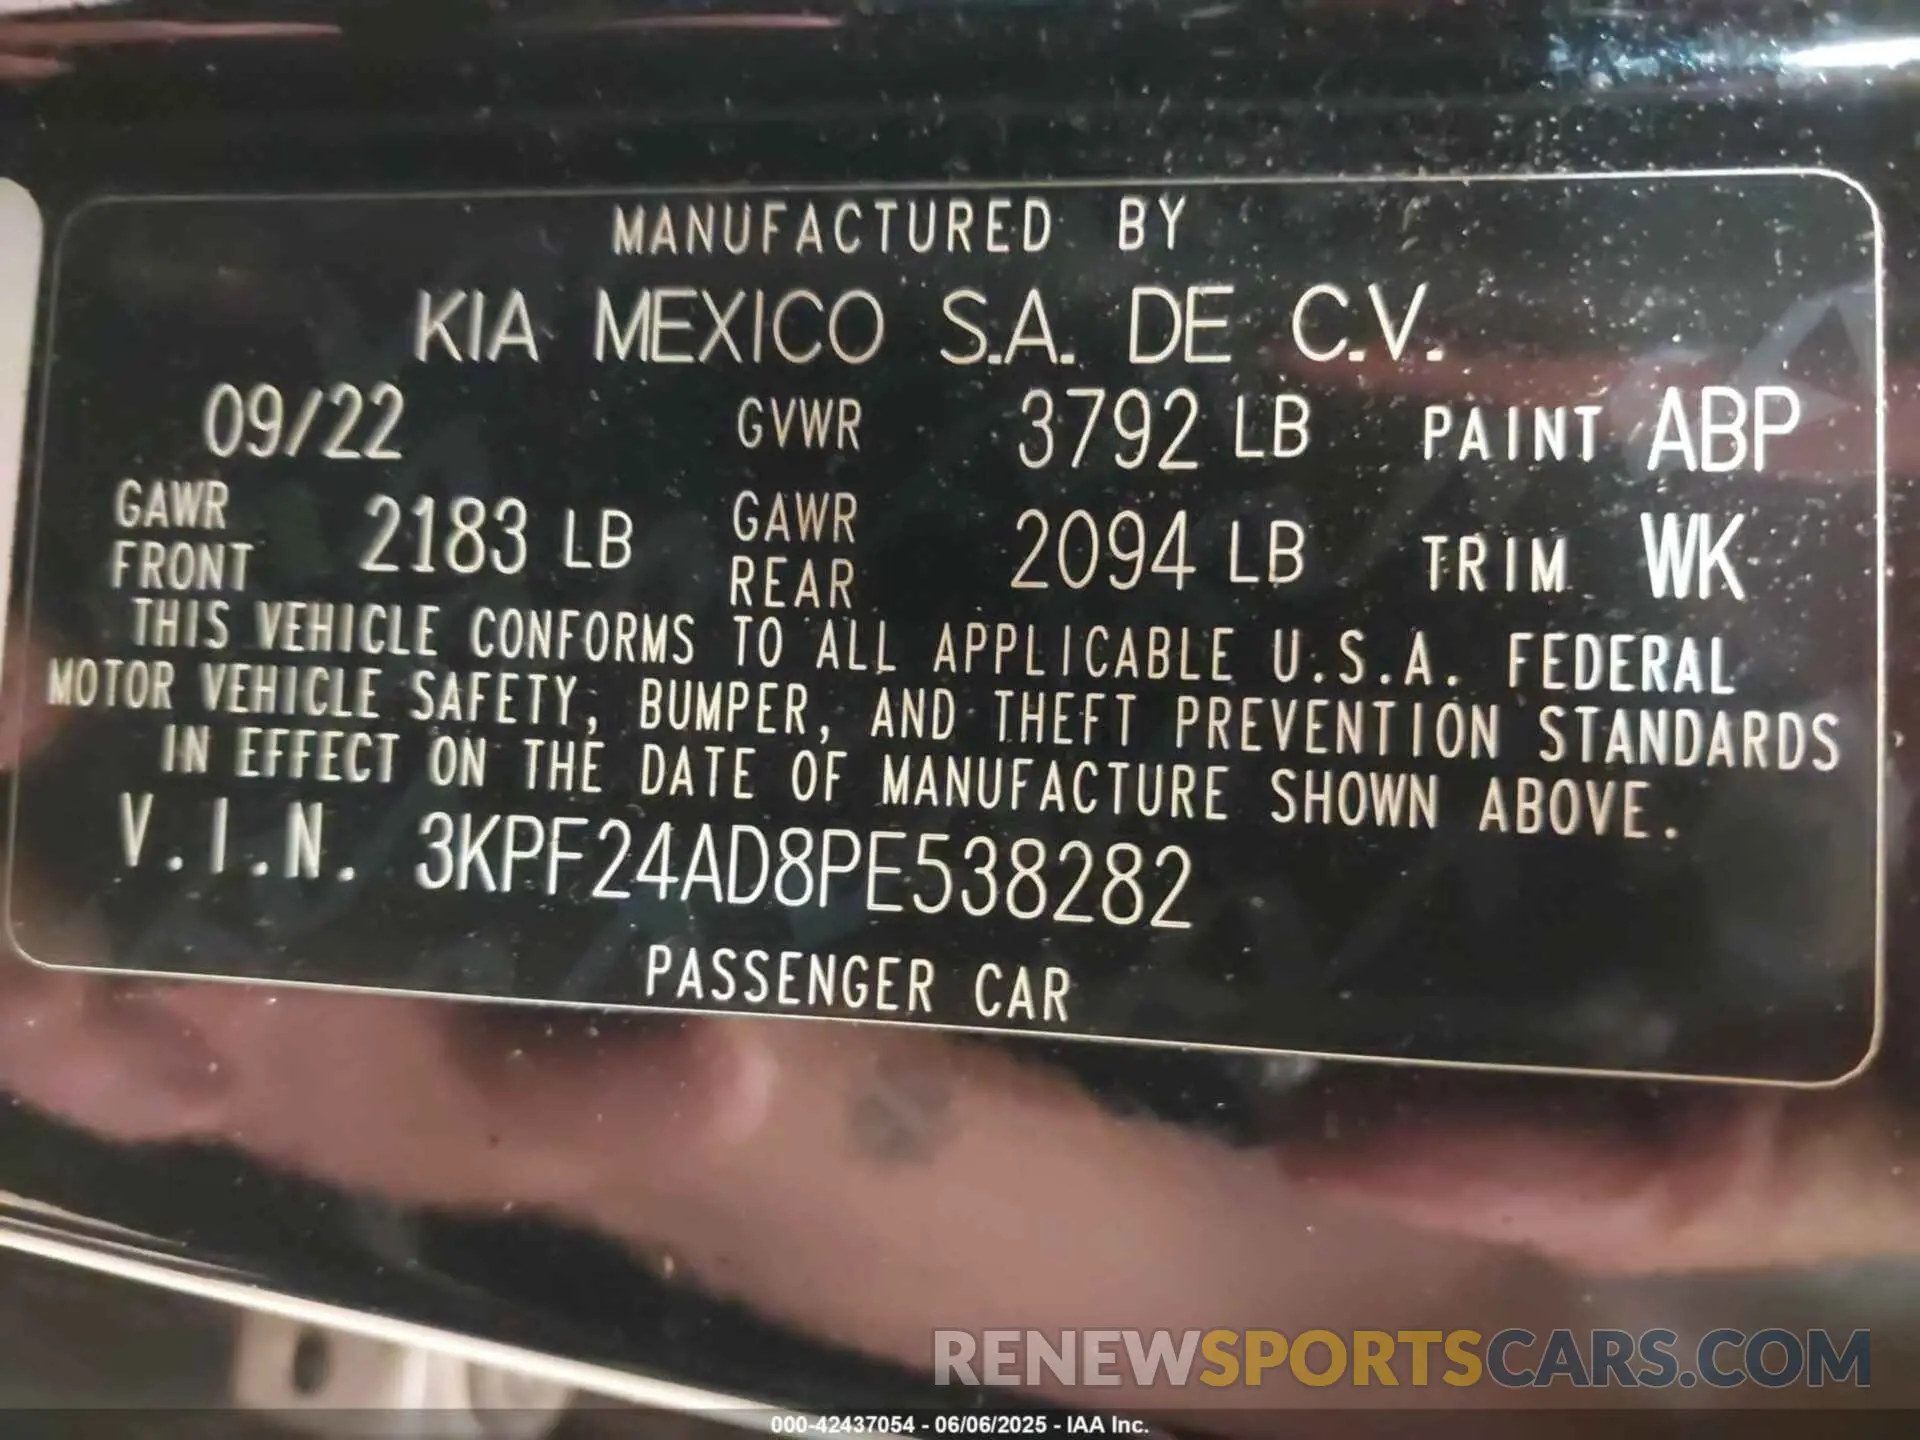 MANUFACTURED BY
KIA MEXICO S.A. DE C.V.
09/22 GVWR 3792 LB PAINT ABP
GAWR FRONT 2183 LB GAWR REAR 2094 LB TRIM WK
THIS VEHICLE CONFORMS TO ALL APPLICABLE U.S.A. FEDERAL
MOTOR VEHICLE SAFETY, BUMPER, AND THEFT PREVENTION STANDARDS
IN EFFECT ON THE DATE OF MANUFACTURE SHOWN ABOVE.
V.I.N. 3KPF24AD8PE538282
PASSENGER CAR
RENEWSPORTSCARS.COM
000-42437054 - 06/06/2025 - IAA Inc.